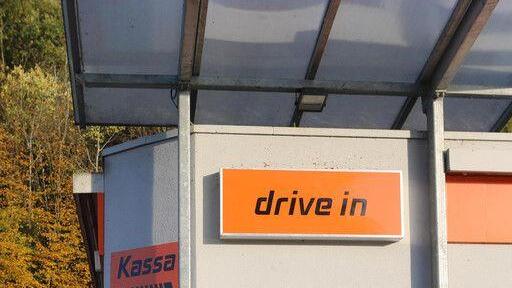 drive in
Kassa